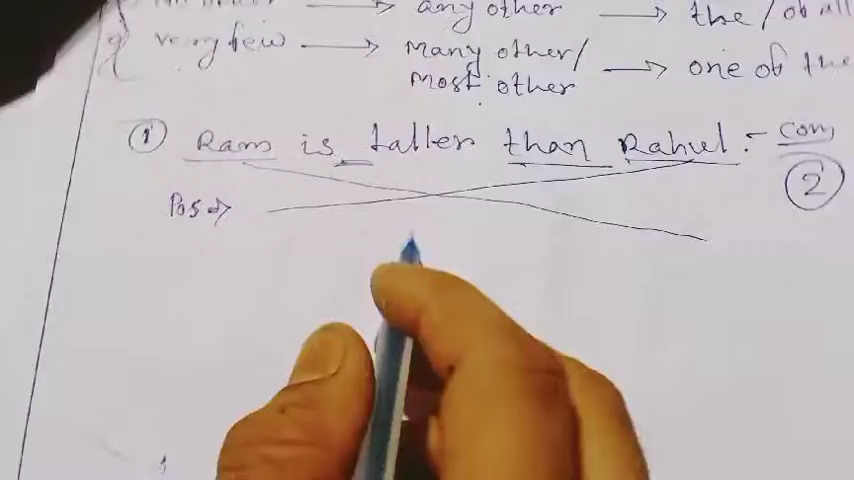 any other → the / of all
very few → many other/
most other → one of the
① Ram is taller than Rahul :- Com
②
Pos ⇒